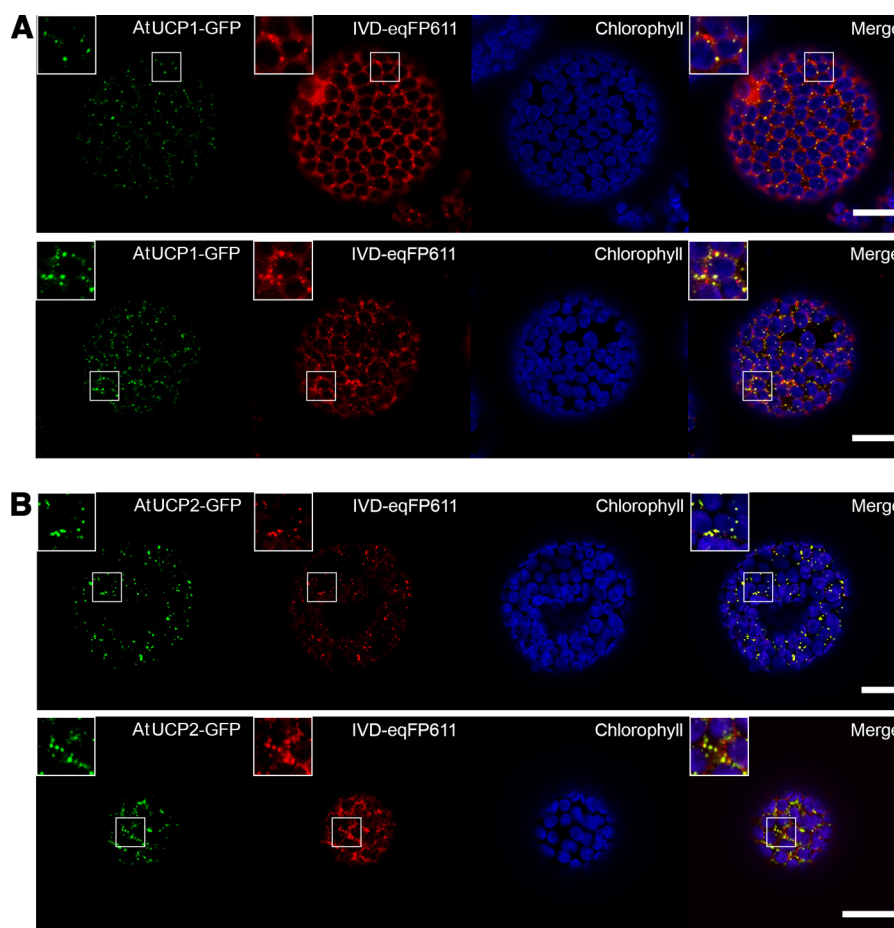 A
AtUCP1-GFP IVD-eqFP611 Chlorophyll Merge
AtUCP1-GFP IVD-eqFP611 Chlorophyll Merge
B
AtUCP2-GFP IVD-eqFP611 Chlorophyll Merge
AtUCP2-GFP IVD-eqFP611 Chlorophyll Merge